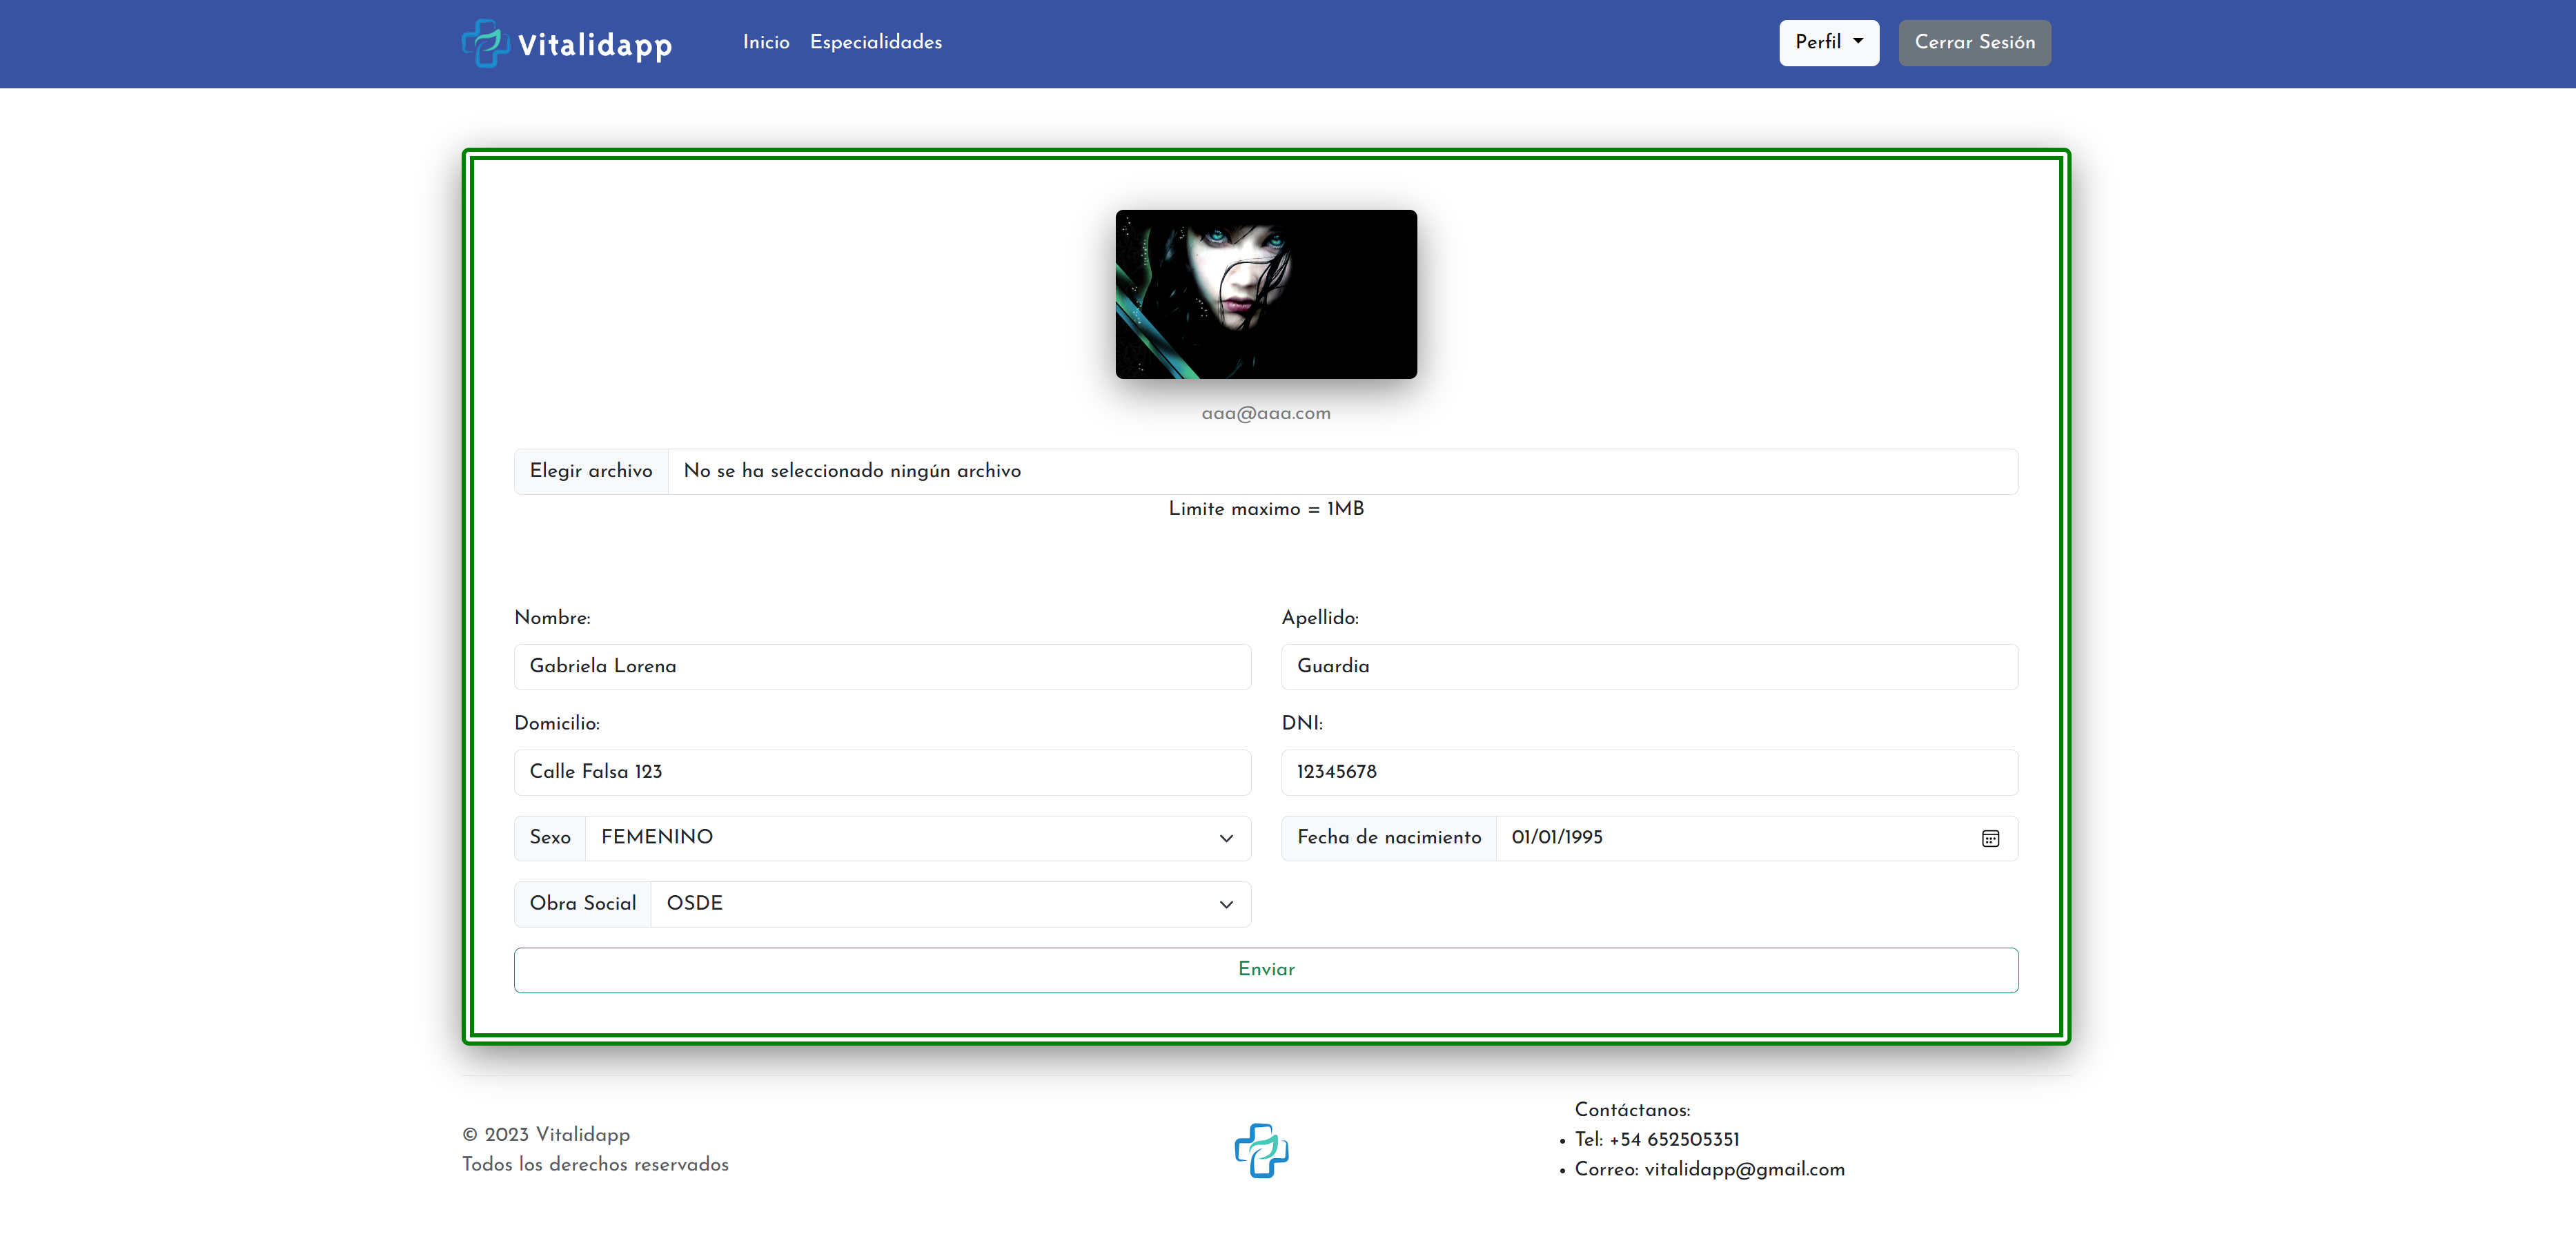 Vitalidapp
Inicio Especialidades
Perfil
Cerrar Sesión
aaa@aaa.com
Elegir archivo No se ha seleccionado ningún archivo
Limite maximo = 1MB
Nombre:
Gabriela Lorena
Apellido:
Guardia
Domicilio:
Calle Falsa 123
DNI:
12345678
Sexo FEMENINO
Fecha de nacimiento 01/01/1995
Obra Social OSDE
Enviar
© 2023 Vitalidapp
Todos los derechos reservados
Contáctanos:
• Tel: +54 652505351
• Correo: vitalidapp@gmail.com